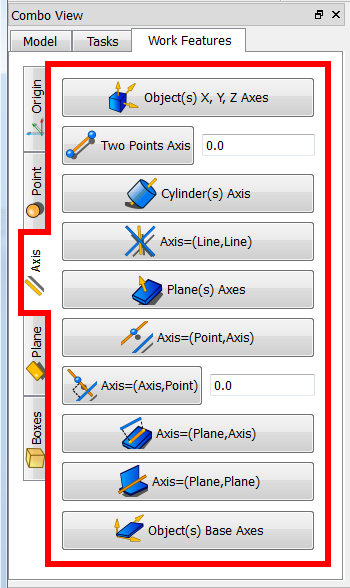 Combo View
Model Tasks Work Features
Origin
Point
Axis
Plane
Boxes
Object(s) X, Y, Z Axes
Two Points Axis 0.0
Cylinder(s) Axis
Axis=(Line,Line)
Plane(s) Axes
Axis=(Point,Axis)
Axis=(Axis,Point) 0.0
Axis=(Plane,Axis)
Axis=(Plane,Plane)
Object(s) Base Axes